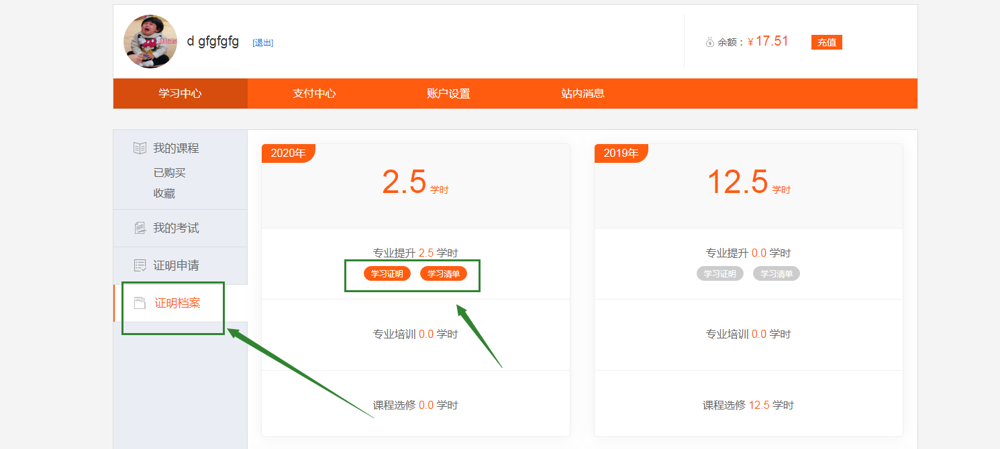 d gfgfgfg [退出]
余额：¥17.51 充值
学习中心 支付中心 账户设置 站内消息
我的课程
已购买
收藏
我的考试
证明申请
证明档案
2020年
2.5 学时
专业提升 2.5 学时
学习证明 学习清单
专业培训 0.0 学时
课程选修 0.0 学时
2019年
12.5 学时
专业提升 0.0 学时
学习证明 学习清单
专业培训 0.0 学时
课程选修 12.5 学时